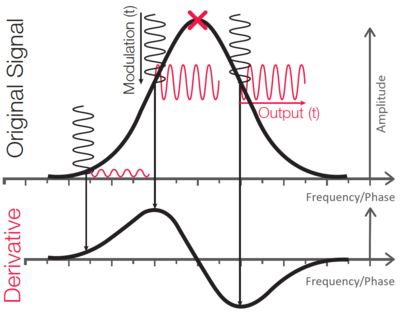 Original Signal
Modulation (t)
Output (t)
Amplitude
Frequency/Phase
Derivative
Frequency/Phase